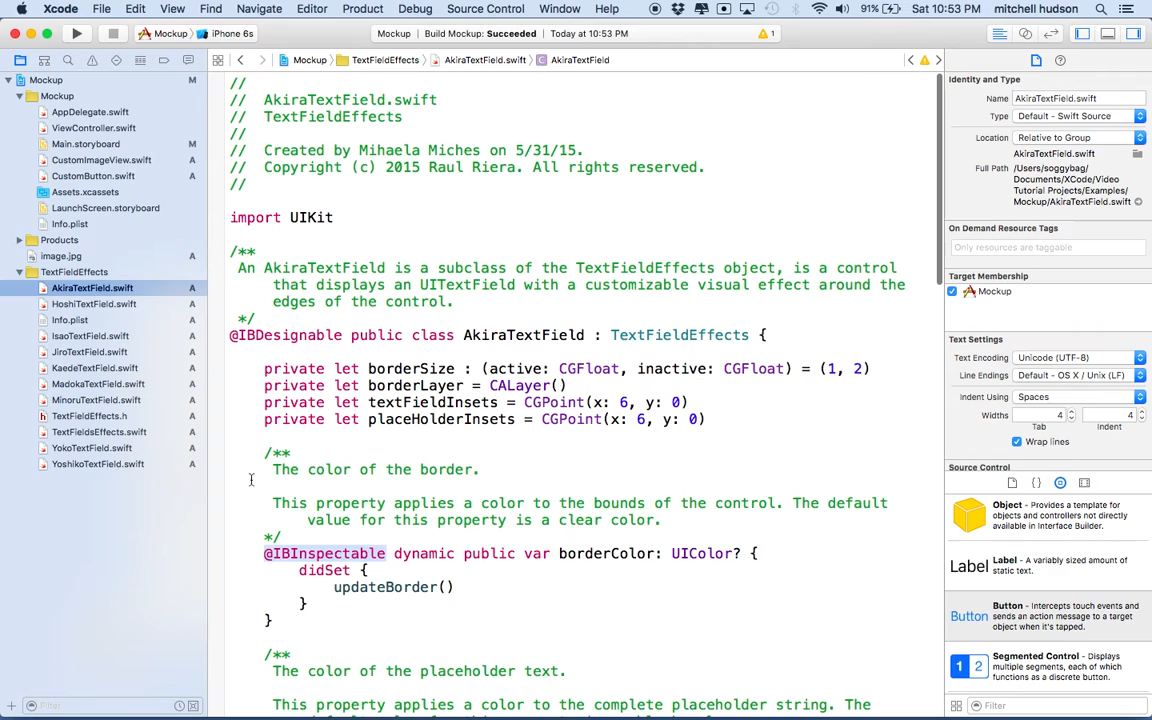 Xcode File Edit View Find Navigate Editor Product Debug Source Control Window Help 91% Sat 10:53 PM mitchell hudson
Mockup iPhone 6s Mockup Build Mockup: Succeeded Today at 10:53 PM 1
Mockup TextFieldEffects AkiraTextField.swift C AkiraTextField
Mockup M
Mockup
AppDelegate.swift
ViewController.swift
Main.storyboard M
CustomImageView.swift A
CustomButton.swift A
Assets.xcassets
LaunchScreen.storyboard
Info.plist
Products
image.jpg A
TextFieldEffects
AkiraTextField.swift A
HoshiTextField.swift A
Info.plist A
IsaoTextField.swift A
JiroTextField.swift A
KaedeTextField.swift A
MadokaTextField.swift A
MinoruTextField.swift A
TextFieldEffects.h A
TextFieldsEffects.swift A
YokoTextField.swift A
YoshikoTextField.swift A
Filter
//
// AkiraTextField.swift
// TextFieldEffects
//
// Created by Mihaela Miches on 5/31/15.
// Copyright (c) 2015 Raul Riera. All rights reserved.
//
import UIKit
/**
An AkiraTextField is a subclass of the TextFieldEffects object, is a control
that displays an UITextField with a customizable visual effect around the
edges of the control.
*/
@IBDesignable public class AkiraTextField : TextFieldEffects {
private let borderSize : (active: CGFloat, inactive: CGFloat) = (1, 2)
private let borderLayer = CALayer()
private let textFieldInsets = CGPoint(x: 6, y: 0)
private let placeHolderInsets = CGPoint(x: 6, y: 0)
/**
The color of the border.
This property applies a color to the bounds of the control. The default
value for this property is a clear color.
*/
@IBInspectable dynamic public var borderColor: UIColor? {
didSet {
updateBorder()
}
}
/**
The color of the placeholder text.
This property applies a color to the complete placeholder string. The
Identity and Type
Name AkiraTextField.swift
Type Default - Swift Source
Location Relative to Group
AkiraTextField.swift
Full Path /Users/soggybag/
Documents/XCode/Video
Tutorial Projects/Examples/
Mockup/AkiraTextField.swift
On Demand Resource Tags
Only resources are taggable
Target Membership
Mockup
Text Settings
Text Encoding Unicode (UTF-8)
Line Endings Default - OS X / Unix (LF)
Indent Using Spaces
Widths 4 4
Tab Indent
Wrap lines
Source Control
Object - Provides a template for
objects and controllers not directly
available in Interface Builder.
Label Label - A variably sized amount of
static text.
Button Button - Intercepts touch events and
sends an action message to a target
object when it's tapped.
1 2 Segmented Control - Displays
multiple segments, each of which
functions as a discrete button.
Filter